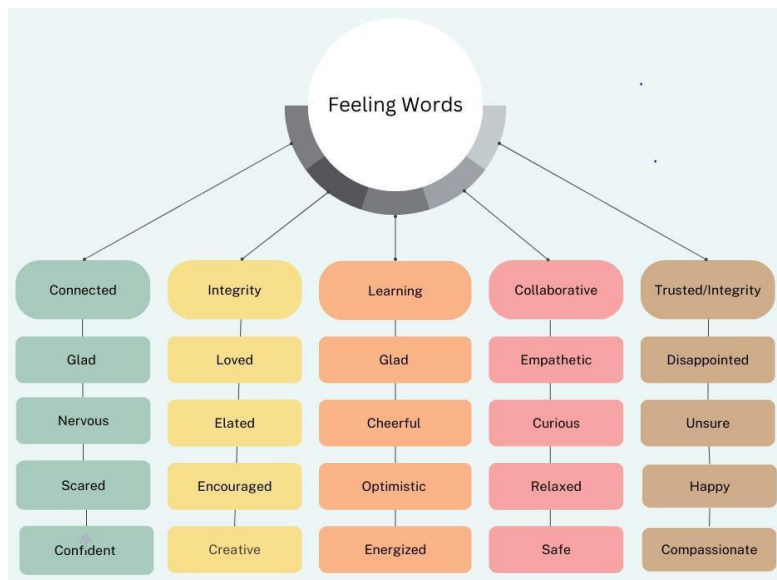 Feeling Words
Connected
Glad
Nervous
Scared
Confident
Integrity
Loved
Elated
Encouraged
Creative
Learning
Glad
Cheerful
Optimistic
Energized
Collaborative
Empathetic
Curious
Relaxed
Safe
Trusted/Integrity
Disappointed
Unsure
Happy
Compassionate